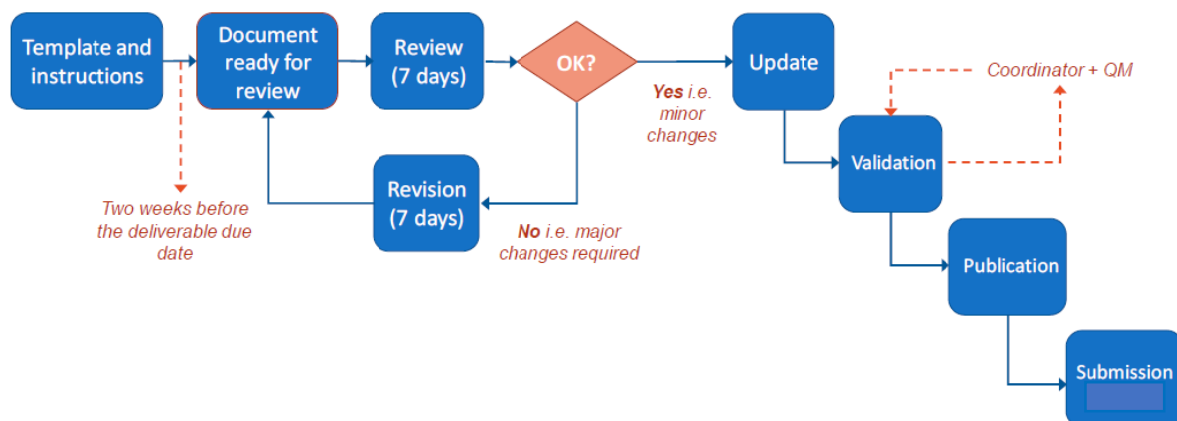 Template and
instructions
Document
ready for
review
Review
(7 days)
OK?
Yes i.e.
minor
changes
Update
Coordinator + QM
Validation
Revision
(7 days)
Two weeks before
the deliverable due
date
No i.e. major
changes required
Publication
Submission